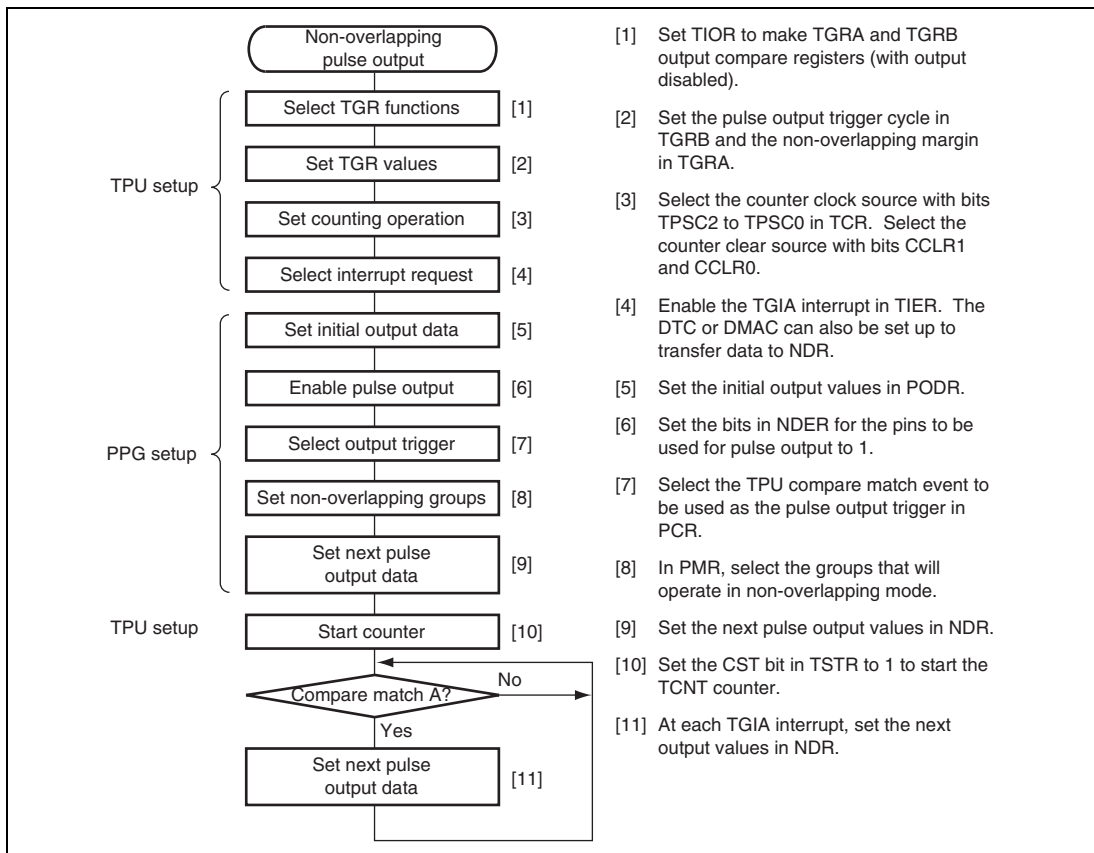 Non-overlapping
pulse output
TPU setup
Select TGR functions [1]
Set TGR values [2]
Set counting operation [3]
Select interrupt request [4]
PPG setup
Set initial output data [5]
Enable pulse output [6]
Select output trigger [7]
Set non-overlapping groups [8]
Set next pulse
output data [9]
TPU setup
Start counter [10]
Compare match A?
No
Yes
Set next pulse
output data [11]
[1] Set TIOR to make TGRA and TGRB
output compare registers (with output
disabled).
[2] Set the pulse output trigger cycle in
TGRB and the non-overlapping margin
in TGRA.
[3] Select the counter clock source with bits
TPSC2 to TPSC0 in TCR. Select the
counter clear source with bits CCLR1
and CCLR0.
[4] Enable the TGIA interrupt in TIER. The
DTC or DMAC can also be set up to
transfer data to NDR.
[5] Set the initial output values in PODR.
[6] Set the bits in NDER for the pins to be
used for pulse output to 1.
[7] Select the TPU compare match event to
be used as the pulse output trigger in
PCR.
[8] In PMR, select the groups that will
operate in non-overlapping mode.
[9] Set the next pulse output values in NDR.
[10] Set the CST bit in TSTR to 1 to start the
TCNT counter.
[11] At each TGIA interrupt, set the next
output values in NDR.